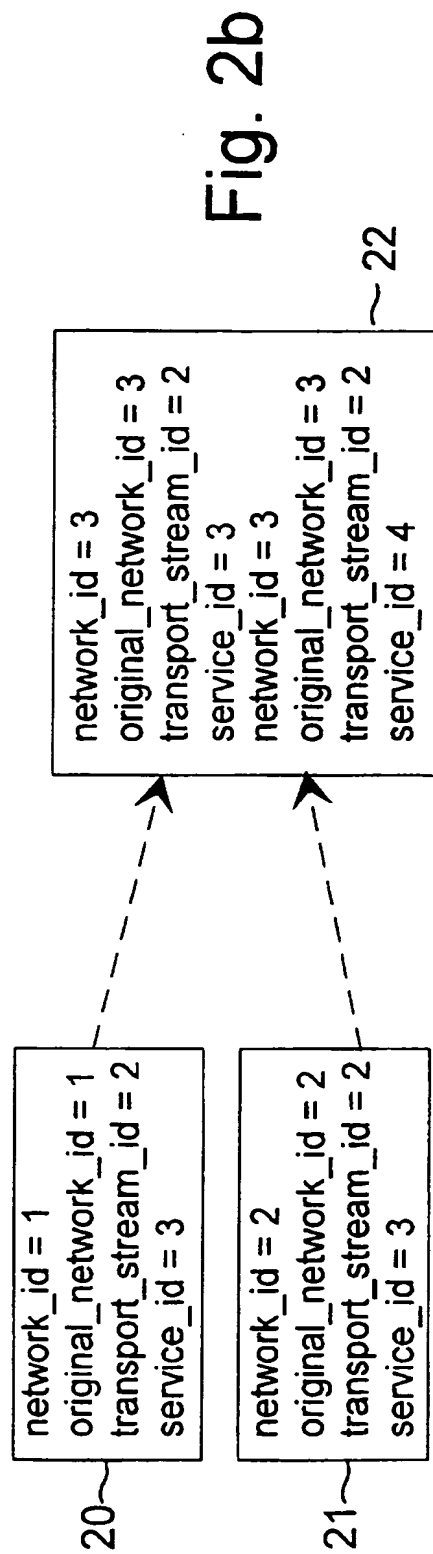 network_id = 1
original_network_id = 1
transport_stream_id = 2
service_id = 3
20
network_id = 2
original_network_id = 2
transport_stream_id = 2
service_id = 3
21
network_id = 3
original_network_id = 3
transport_stream_id = 2
service_id = 3
network_id = 3
original_network_id = 3
transport_stream_id = 2
service_id = 4
22
Fig. 2b